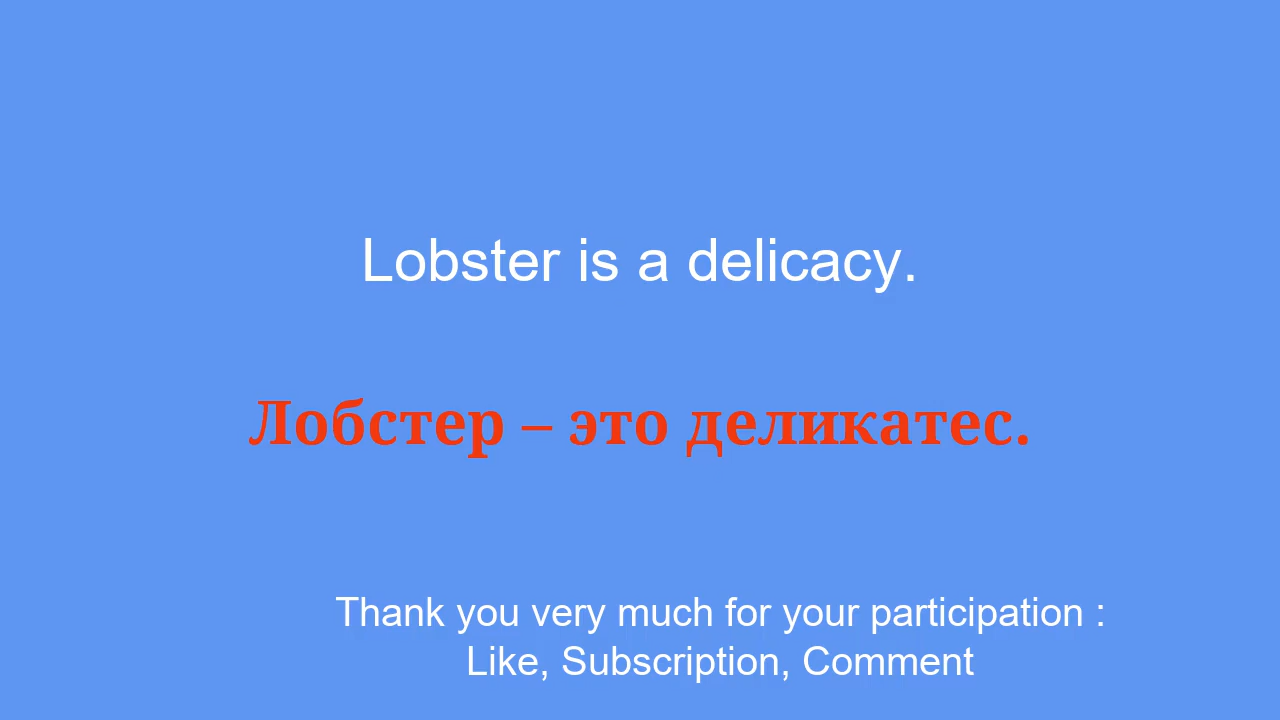 Lobster is a delicacy.
Лобстер – это деликатес.
Thank you very much for your participation :
Like, Subscription, Comment